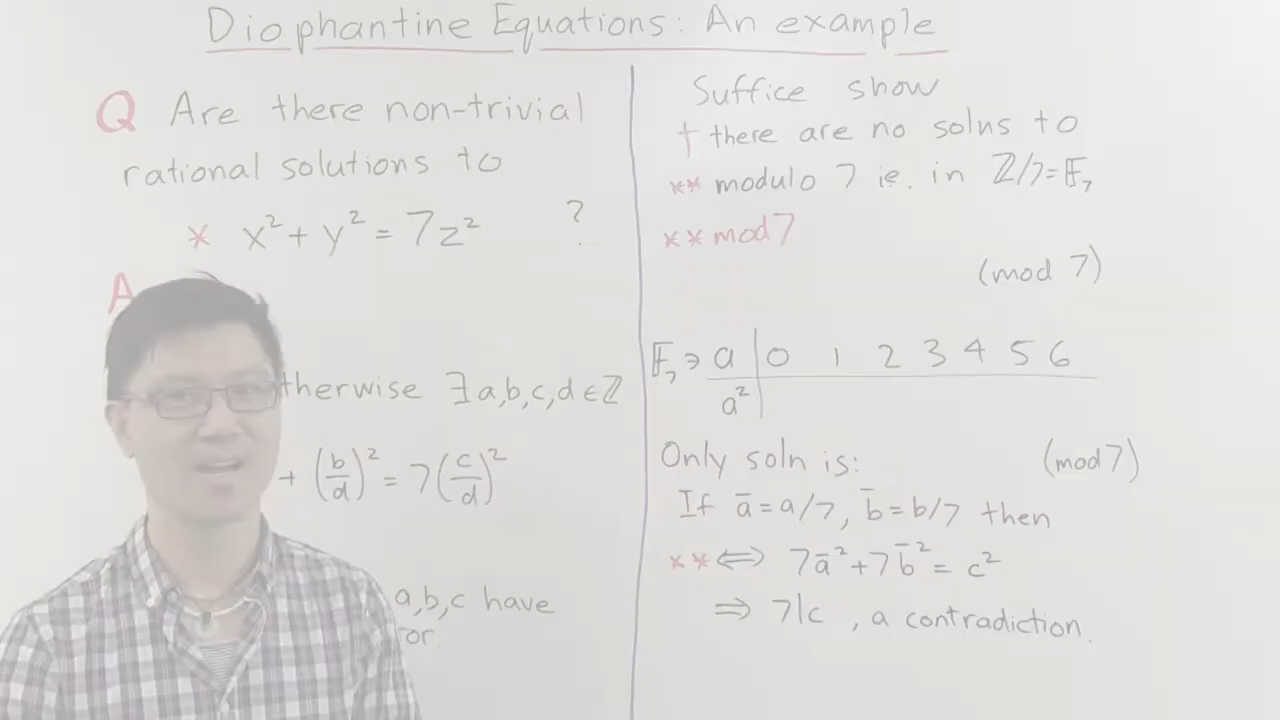 Diophantine Equations: An example
Q Are there non-trivial
rational solutions to
* x² + y² = 7z² ?
A
therwise ∃ a,b,c,d ∈ ℤ
+ (b/d)² = 7(c/d)²
a,b,c have
or
Suffice show
† there are no solns to
** modulo 7 ie. in ℤ/7 = 𝔽₇
** mod 7
(mod 7)
𝔽₇ ∋ a | 0 1 2 3 4 5 6
a² |
Only soln is: (mod 7)
If ā = a/7, b̄ = b/7 then
** ⟺ 7ā² + 7b̄² = c²
⟹ 7|c , a contradiction.